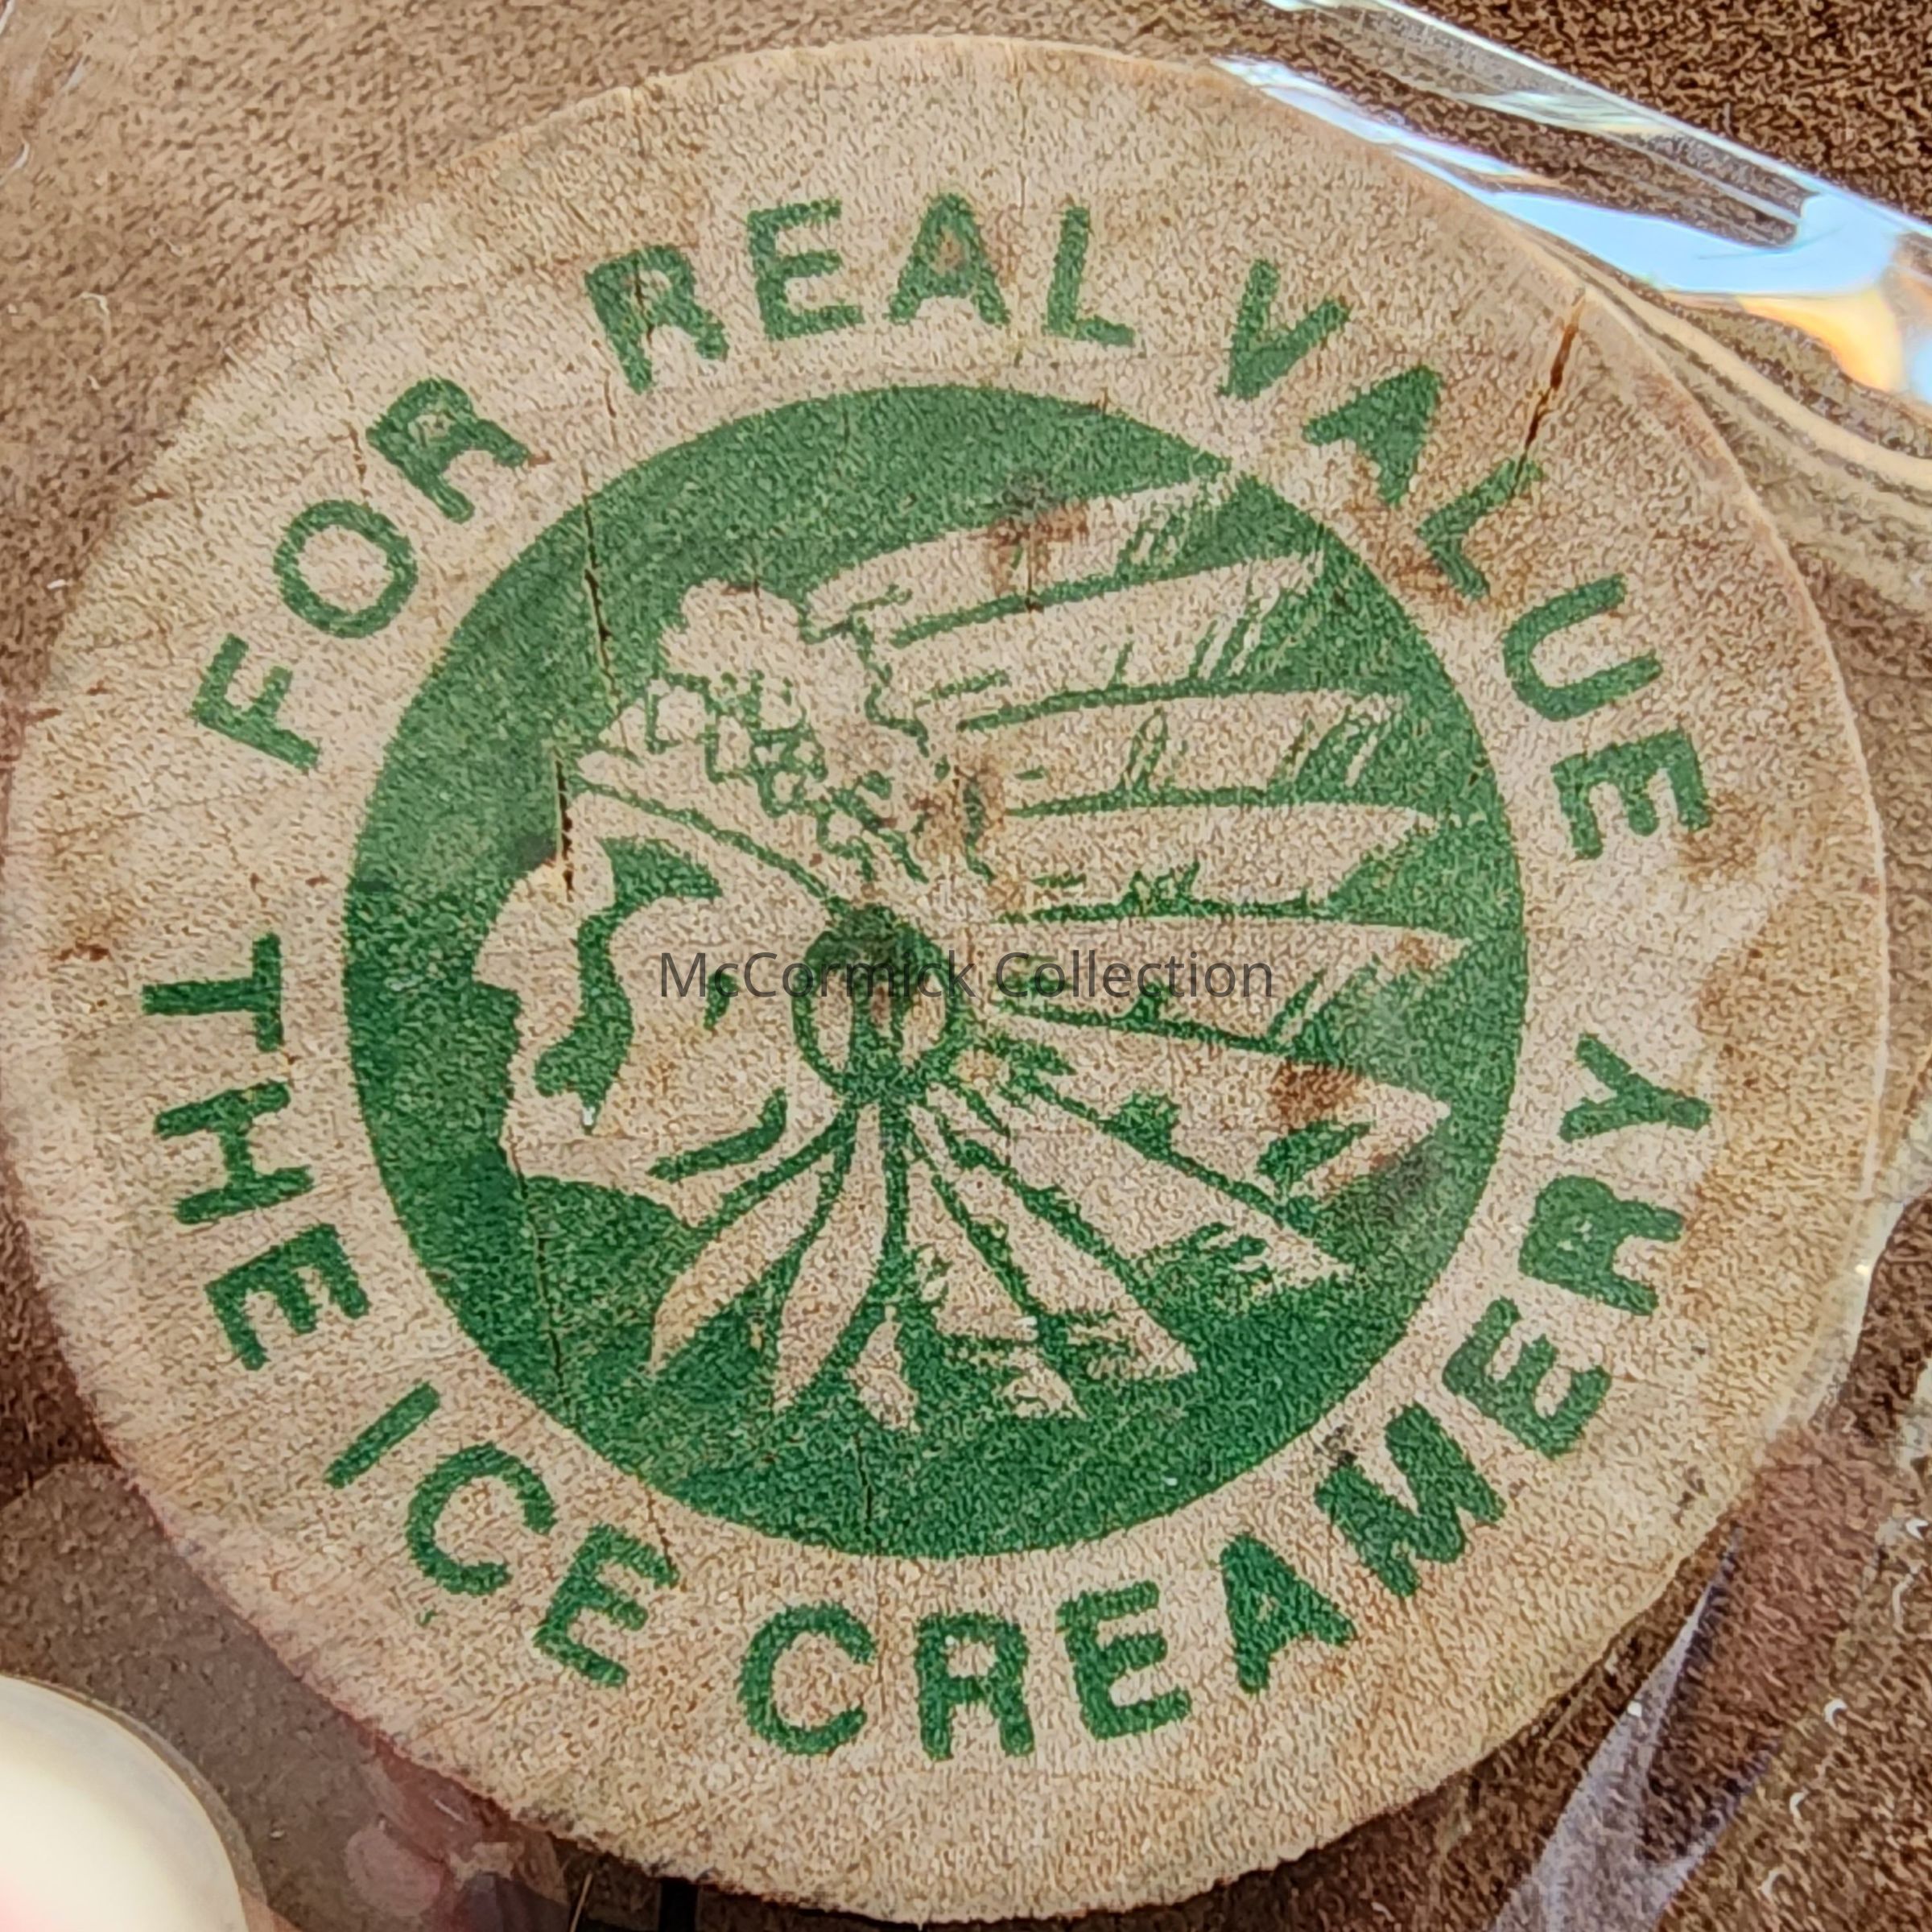 FOR REAL VALUE
THE ICE CREAMERY
McCormick Collection